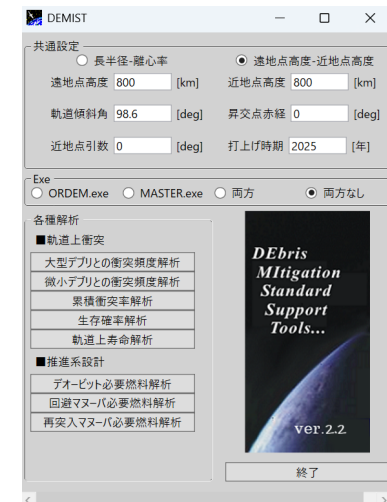 DEMIST
共通設定
長半径-離心率 遠地点高度-近地点高度
遠地点高度 800 [km] 近地点高度 800 [km]
軌道傾斜角 98.6 [deg] 昇交点赤経 0 [deg]
近地点引数 0 [deg] 打上げ時期 2025 [年]
Exe
ORDEM.exe MASTER.exe 両方 両方なし
各種解析
■軌道上衝突
大型デブリとの衝突頻度解析
微小デブリとの衝突頻度解析
累積衝突率解析
生存確率解析
軌道上寿命解析
■推進系設計
デオービット必要燃料解析
回避マヌーバ必要燃料解析
再突入マヌーバ必要燃料解析
DEbris
MItigation
Standard
Support
Tools...
ver.2.2
終了